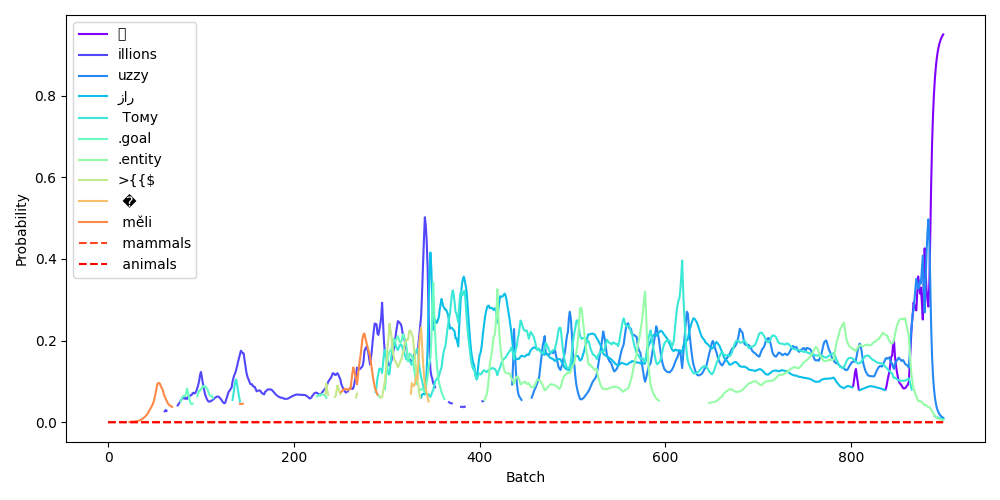 0.8
0.6
0.4
0.2
0.0
Probability
0
200
400
600
800
Batch
illions
uzzy
زار
Тому
.goal
.entity
>{{$
�
měli
mammals
animals